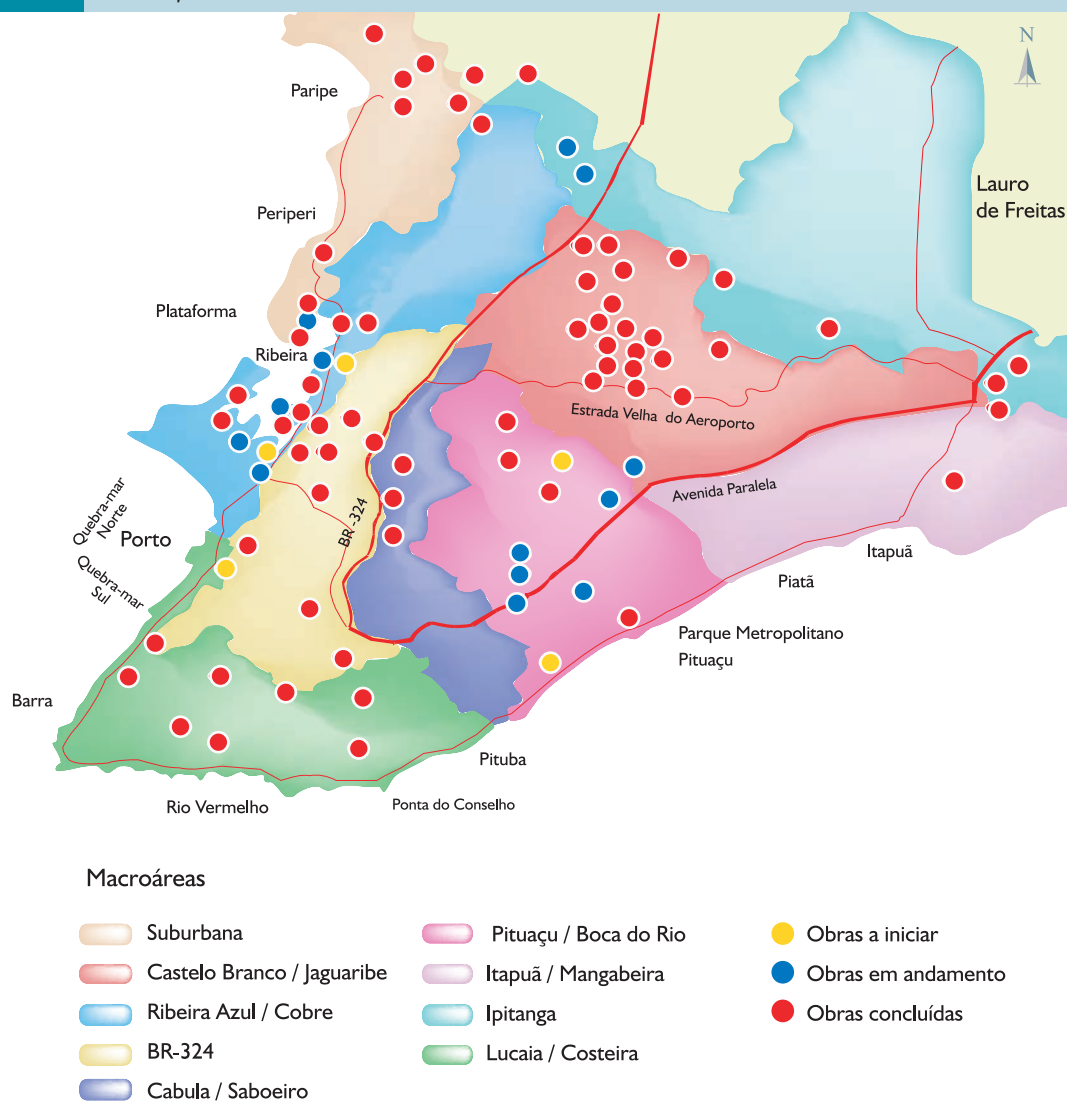 N
Paripe
Lauro
de Freitas
Periperi
Plataforma
Ribeira
Estrada Velha do Aeroporto
Avenida Paralela
BR-324
Quebra-mar
Norte
Porto
Quebra-mar
Sul
Itapuã
Piatã
Parque Metropolitano
Pituaçu
Barra
Pituba
Rio Vermelho
Ponta do Conselho
Macroáreas
Suburbana
Castelo Branco / Jaguaribe
Ribeira Azul / Cobre
BR-324
Cabula / Saboeiro
Pituaçu / Boca do Rio
Itapuã / Mangabeira
Ipitanga
Lucaia / Costeira
Obras a iniciar
Obras em andamento
Obras concluídas